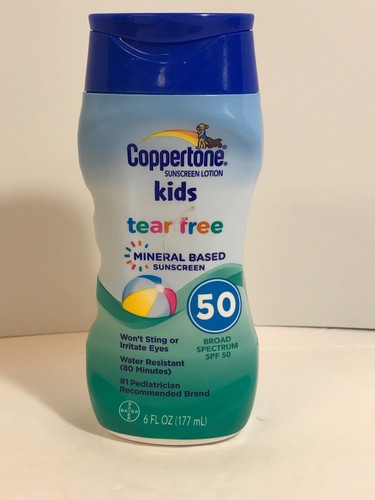 Coppertone®
SUNSCREEN LOTION
kids
tear free
MINERAL BASED
SUNSCREEN
50
BROAD
SPECTRUM
SPF 50
Won't Sting or
Irritate Eyes
Water Resistant
(80 Minutes)
#1 Pediatrician
Recommended Brand
BAYER
6 FL OZ (177 mL)